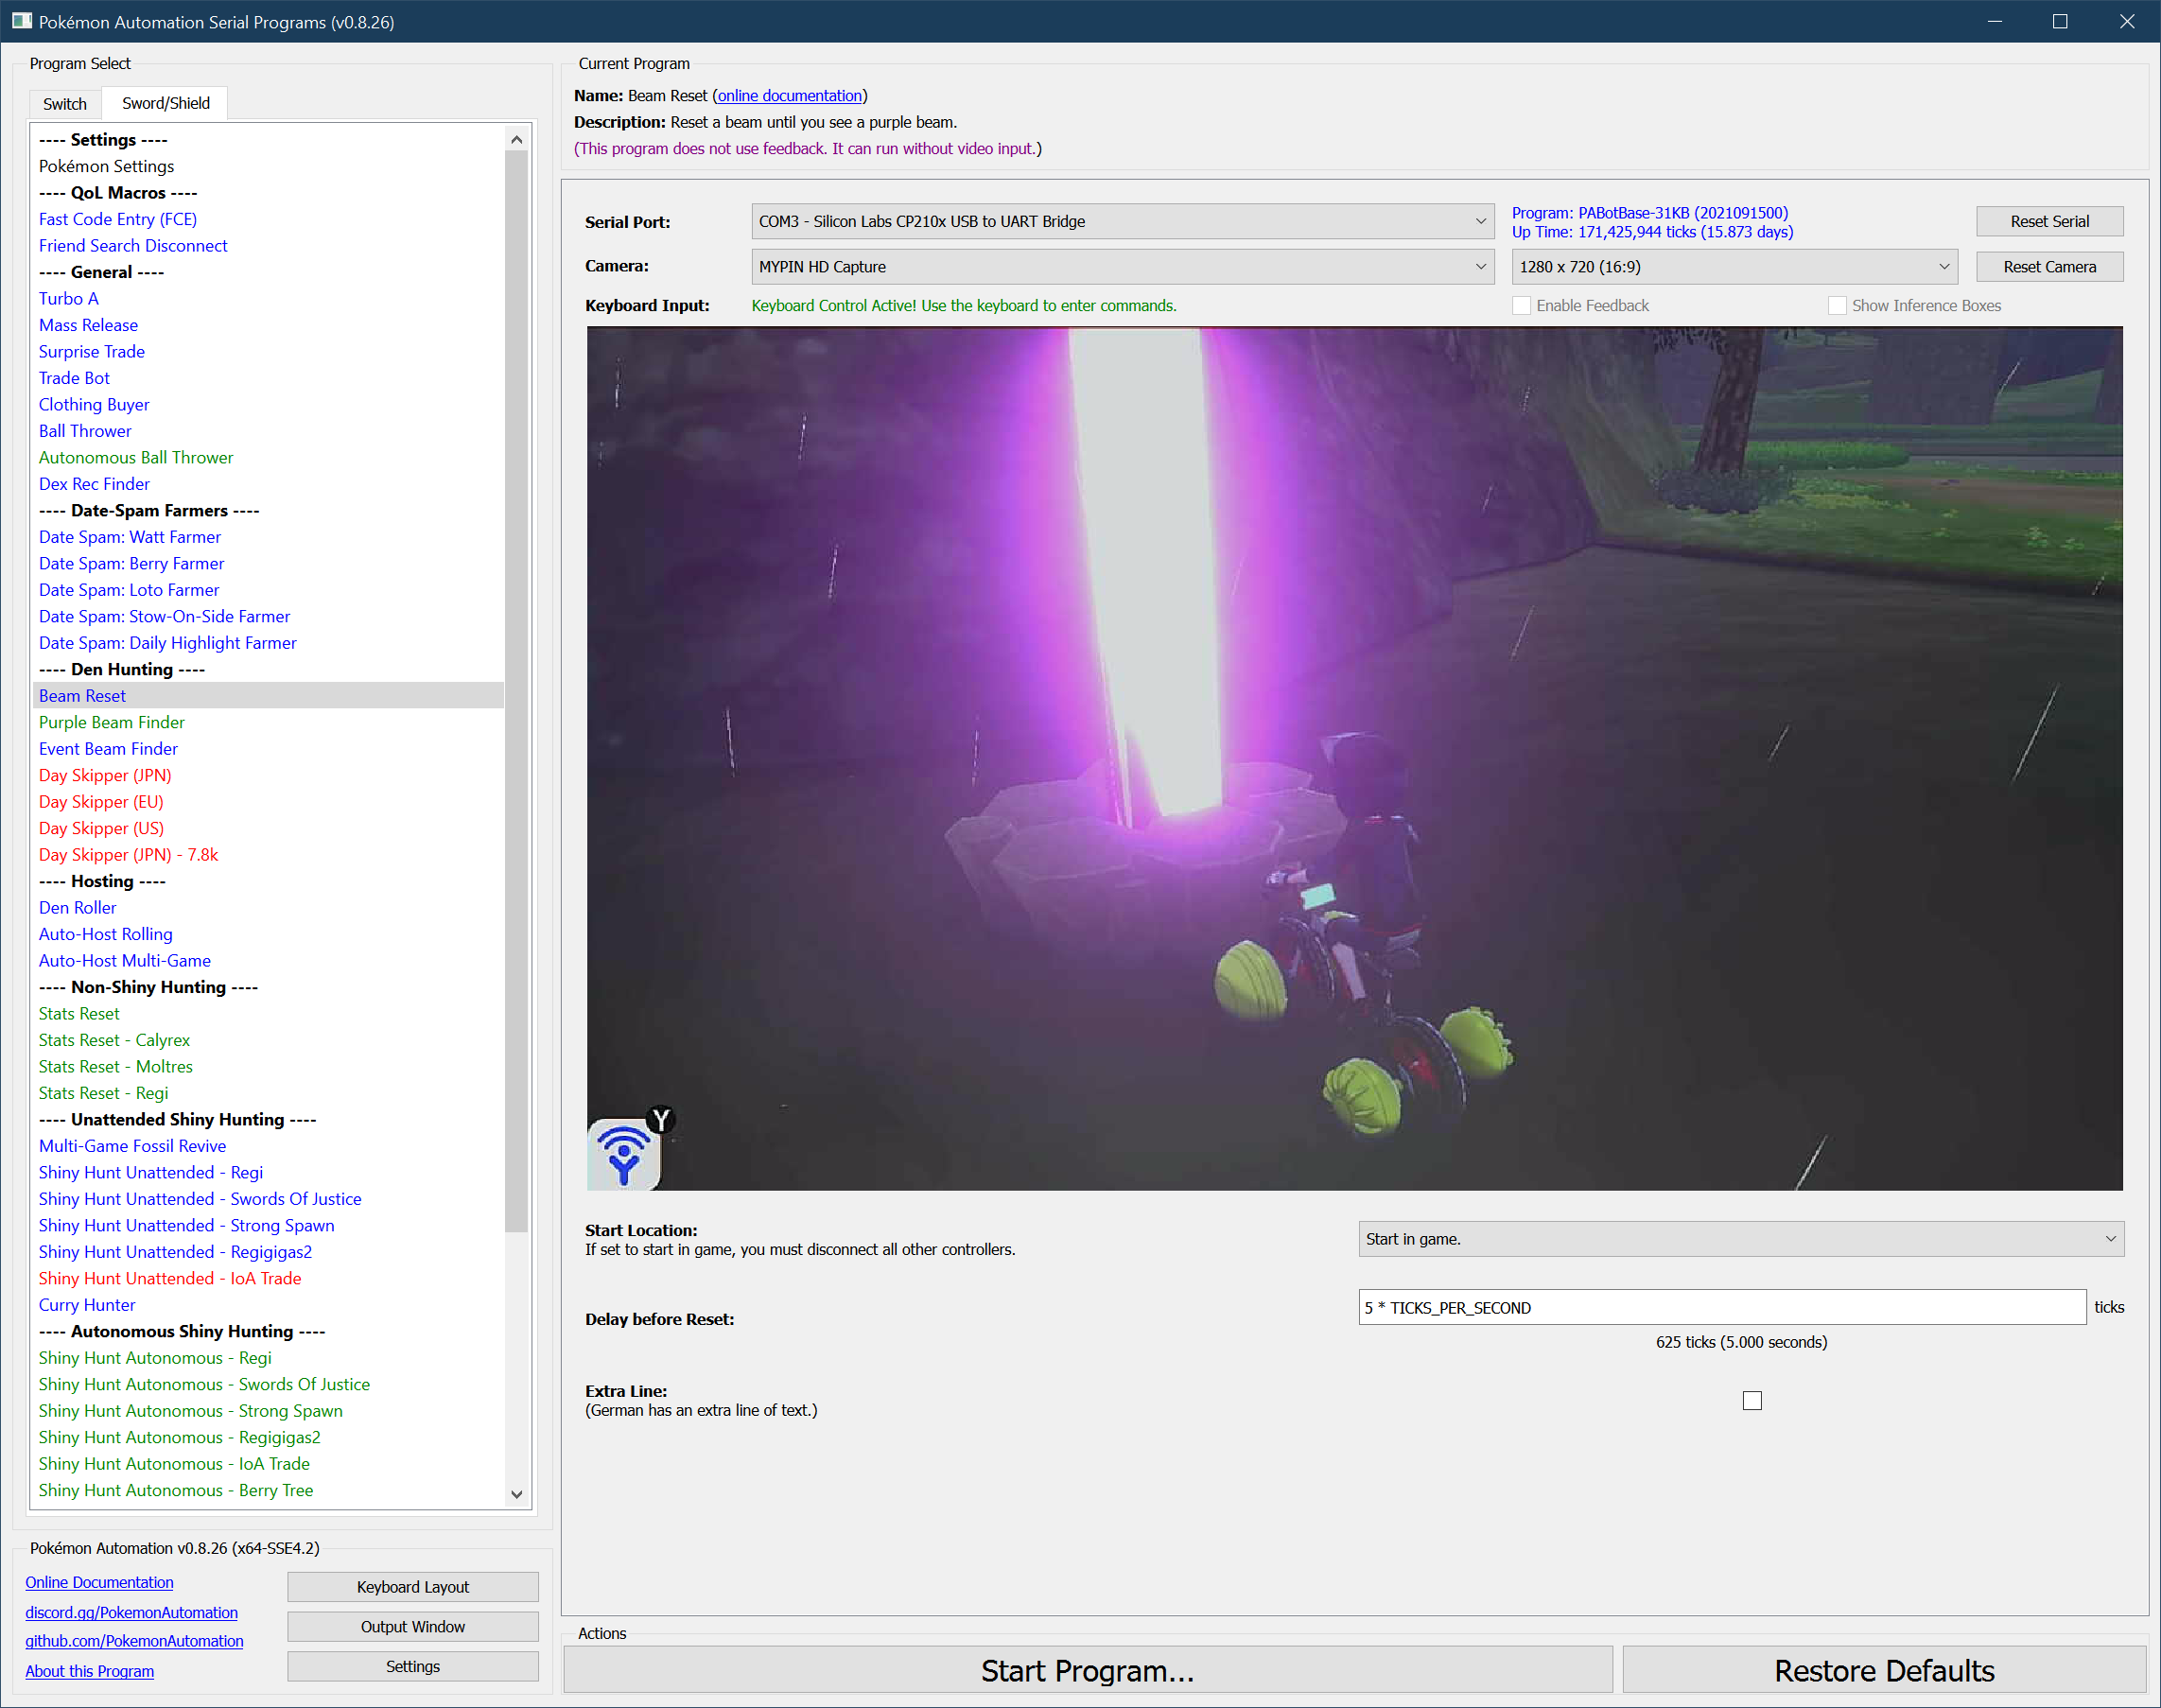 Pokémon Automation Serial Programs (v0.8.26)
Program Select
Switch
Sword/Shield
---- Settings ----
Pokémon Settings
---- QoL Macros ----
Fast Code Entry (FCE)
Friend Search Disconnect
---- General ----
Turbo A
Mass Release
Surprise Trade
Trade Bot
Clothing Buyer
Ball Thrower
Autonomous Ball Thrower
Dex Rec Finder
---- Date-Spam Farmers ----
Date Spam: Watt Farmer
Date Spam: Berry Farmer
Date Spam: Loto Farmer
Date Spam: Stow-On-Side Farmer
Date Spam: Daily Highlight Farmer
---- Den Hunting ----
Beam Reset
Purple Beam Finder
Event Beam Finder
Day Skipper (JPN)
Day Skipper (EU)
Day Skipper (US)
Day Skipper (JPN) - 7.8k
---- Hosting ----
Den Roller
Auto-Host Rolling
Auto-Host Multi-Game
---- Non-Shiny Hunting ----
Stats Reset
Stats Reset - Calyrex
Stats Reset - Moltres
Stats Reset - Regi
---- Unattended Shiny Hunting ----
Multi-Game Fossil Revive
Shiny Hunt Unattended - Regi
Shiny Hunt Unattended - Swords Of Justice
Shiny Hunt Unattended - Strong Spawn
Shiny Hunt Unattended - Regigigas2
Shiny Hunt Unattended - IoA Trade
Curry Hunter
---- Autonomous Shiny Hunting ----
Shiny Hunt Autonomous - Regi
Shiny Hunt Autonomous - Swords Of Justice
Shiny Hunt Autonomous - Strong Spawn
Shiny Hunt Autonomous - Regigigas2
Shiny Hunt Autonomous - IoA Trade
Shiny Hunt Autonomous - Berry Tree
Pokémon Automation v0.8.26 (x64-SSE4.2)
Online Documentation
discord.gg/PokemonAutomation
github.com/PokemonAutomation
About this Program
Keyboard Layout
Output Window
Settings
Current Program
Name: Beam Reset (online documentation)
Description: Reset a beam until you see a purple beam.
(This program does not use feedback. It can run without video input.)
Serial Port:
COM3 - Silicon Labs CP210x USB to UART Bridge
Program: PABotBase-31KB (2021091500)
Up Time: 171,425,944 ticks (15.873 days)
Reset Serial
Camera:
MYPIN HD Capture
1280 x 720 (16:9)
Reset Camera
Keyboard Input:
Keyboard Control Active! Use the keyboard to enter commands.
Enable Feedback
Show Inference Boxes
Y
Start Location:
If set to start in game, you must disconnect all other controllers.
Start in game.
Delay before Reset:
5 * TICKS_PER_SECOND
ticks
625 ticks (5.000 seconds)
Extra Line:
(German has an extra line of text.)
Actions
Start Program...
Restore Defaults